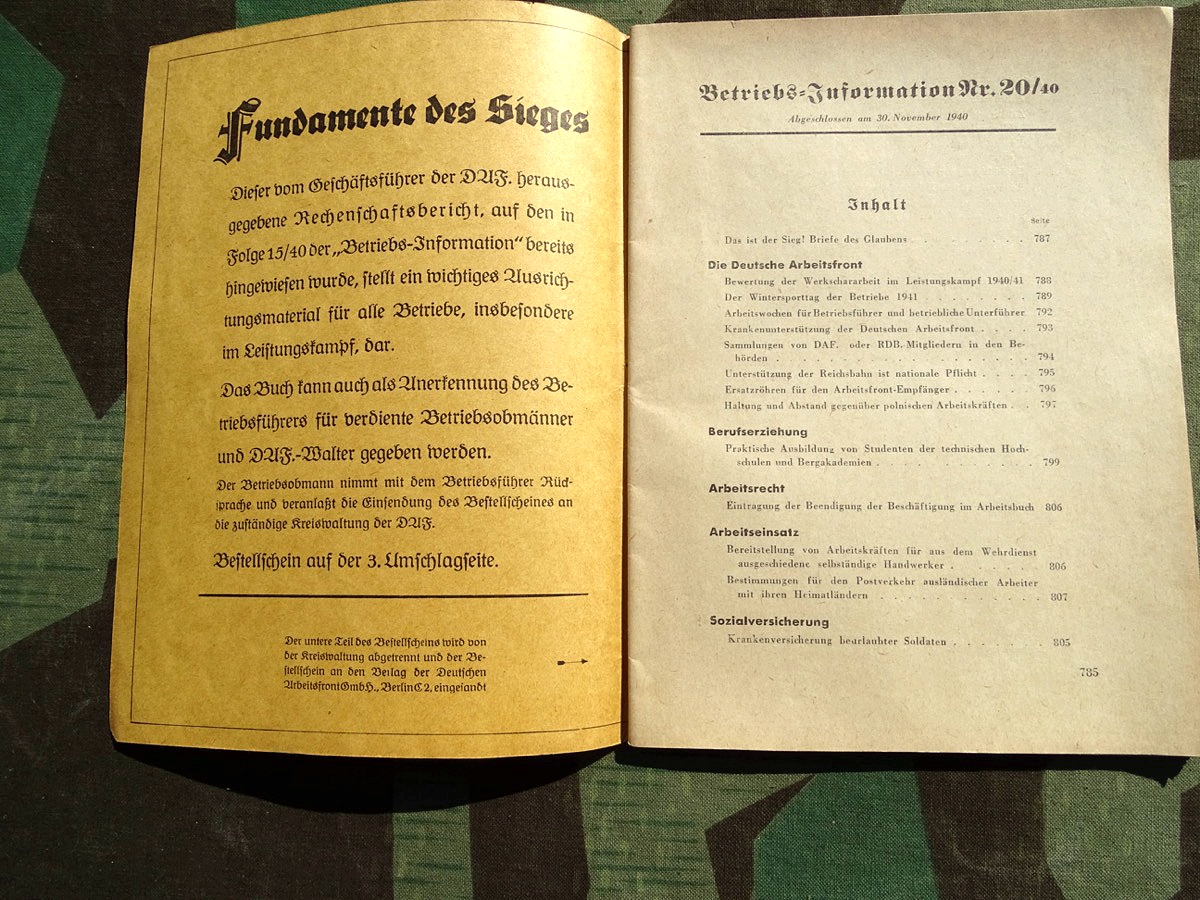 Fundamente des Sieges
Dieser vom Geschäftsführer der DAF. heraus-
gegebene Rechenschaftsbericht, auf den in
Folge 15/40 der „Betriebs-Information“ bereits
hingewiesen wurde, stellt ein wichtiges Ausrich-
tungsmaterial für alle Betriebe, insbesondere
im Leistungskampf, dar.
Das Buch kann auch als Anerkennung des Be-
triebsführers für verdiente Betriebsobmänner
und DAF.-Walter gegeben werden.
Der Betriebsobmann nimmt mit dem Betriebsführer Rück-
sprache und veranlaßt die Einsendung des Bestellscheines an
die zuständige Kreiswaltung der DAF.
Bestellschein auf der 3. Umschlagseite.
Der untere Teil des Bestellscheins wird von
der Kreiswaltung abgetrennt und der Be-
stellschein an den Verlag der Deutschen
Arbeitsfront GmbH., Berlin C 2, eingesandt
Betriebs-Information Nr. 20/40
Abgeschlossen am 30. November 1940
Inhalt
Seite
Das ist der Sieg! Briefe des Glaubens . . . . . . . . 787
Die Deutsche Arbeitsfront
Bewertung der Werkschararbeit im Leistungskampf 1940/41 788
Der Wintersporttag der Betriebe 1941 . . . . . . . 789
Arbeitswochen für Betriebsführer und betriebliche Unterführer 792
Krankenunterstützung der Deutschen Arbeitsfront . . . . 793
Sammlungen von DAF. oder RDB. Mitgliedern in den Be-
hörden . . . . . . . . . . . . . . . . . . 794
Unterstützung der Reichsbahn ist nationale Pflicht . . . . 795
Ersatzröhren für den Arbeitsfront-Empfänger . . . . . . 796
Haltung und Abstand gegenüber polnischen Arbeitskräften . . 797
Berufserziehung
Praktische Ausbildung von Studenten der technischen Hoch-
schulen und Bergakademien . . . . . . . . . . . 799
Arbeitsrecht
Eintragung der Beendigung der Beschäftigung im Arbeitsbuch 806
Arbeitseinsatz
Bereitstellung von Arbeitskräften für aus dem Wehrdienst
ausgeschiedene selbständige Handwerker . . . . . . 806
Bestimmungen für den Postverkehr ausländischer Arbeiter
mit ihren Heimatländern . . . . . . . . . . . 807
Sozialversicherung
Krankenversicherung beurlaubter Soldaten . . . . . . 805
785